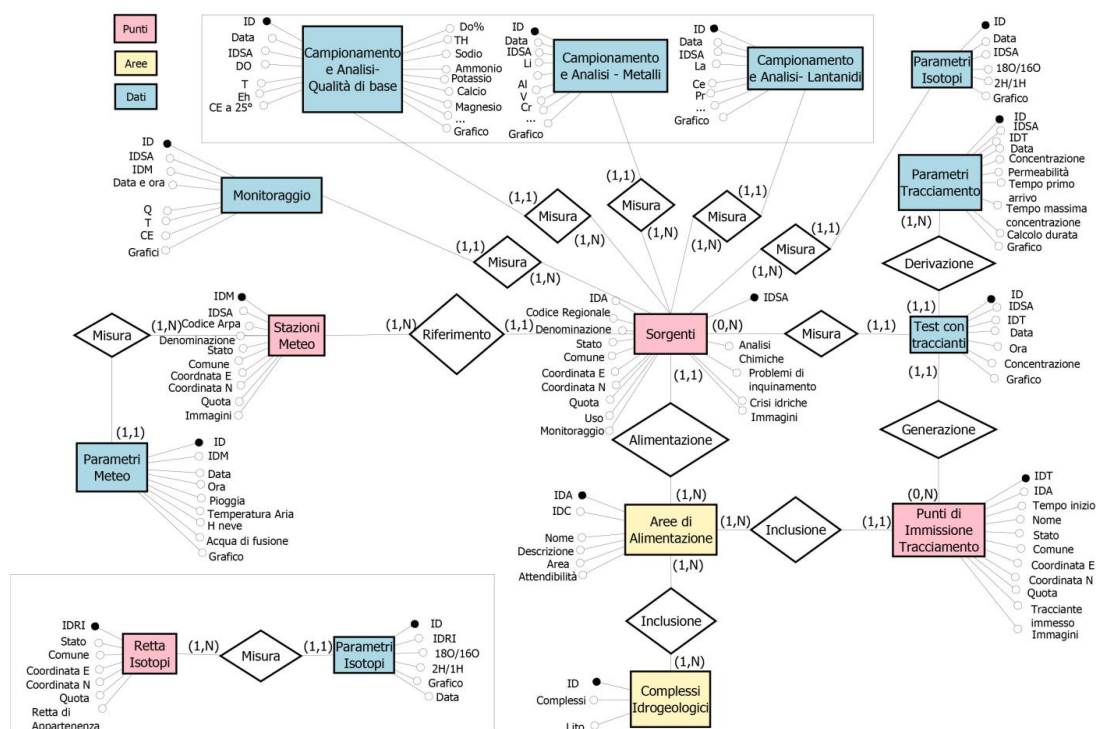 Punti
Aree
Dati
ID
Data
IDSA
DO
T
Eh
CE a 25°
Campionamento
e Analisi-
Qualità di base
Do%
TH
Sodio
Ammonio
Potassio
Calcio
Magnesio
...
Grafico
ID
Data
IDSA
Li
Al
V
Cr
...
Grafico
Campionamento
e Analisi - Metalli
ID
Data
IDSA
La
Ce
Pr
...
Grafico
Campionamento
e Analisi- Lantanidi
Parametri
Isotopi
ID
Data
IDSA
18O/16O
2H/1H
Grafico
ID
IDSA
IDM
Data e ora
Q
T
CE
Grafici
Monitoraggio
(1,1)
Misura
(1,N)
(1,1)
Misura
(1,N)
(1,1)
Misura
(1,N)
(1,1)
Misura
(1,N)
(1,1)
Misura
(1,N)
Parametri
Tracciamento
ID
IDSA
IDT
Data
Concentrazione
Permeabilità
Tempo primo
arrivo
Tempo massima
concentrazione
Calcolo durata
Grafico
(1,N)
Derivazione
(1,1)
Misura
(1,N)
IDM
IDSA
Codice Arpa
Denominazione
Stato
Comune
Coordnata E
Coordinata N
Quota
Immagini
Stazioni
Meteo
(1,N)
Riferimento
(1,1)
IDA
Codice Regionale
Denominazione
Stato
Comune
Coordinata E
Coordinata N
Quota
Uso
Monitoraggio
Sorgenti
IDSA
(0,N)
Analisi
Chimiche
Problemi di
inquinamento
Crisi idriche
Immagini
Misura
(1,1)
Test con
traccianti
ID
IDSA
IDT
Data
Ora
Concentrazione
Grafico
(1,1)
(1,1)
Alimentazione
(1,N)
Generazione
(0,N)
(1,1)
Parametri
Meteo
ID
IDM
Data
Ora
Pioggia
Temperatura Aria
H neve
Acqua di fusione
Grafico
IDA
IDC
Nome
Descrizione
Area
Attendibilità
Aree di
Alimentazione
(1,N)
Inclusione
(1,1)
Punti di
Immissione
Tracciamento
IDT
IDA
Tempo inizio
Nome
Stato
Comune
Coordinata E
Coordinata N
Quota
Tracciante
immesso
Immagini
(1,N)
Inclusione
(1,N)
ID
Complessi
Lito
Complessi
Idrogeologici
IDRI
Stato
Comune
Coordinata E
Coordinata N
Quota
Retta di
Appartenenza
Retta
Isotopi
(1,N)
Misura
(1,1)
Parametri
Isotopi
ID
IDRI
18O/16O
2H/1H
Grafico
Data